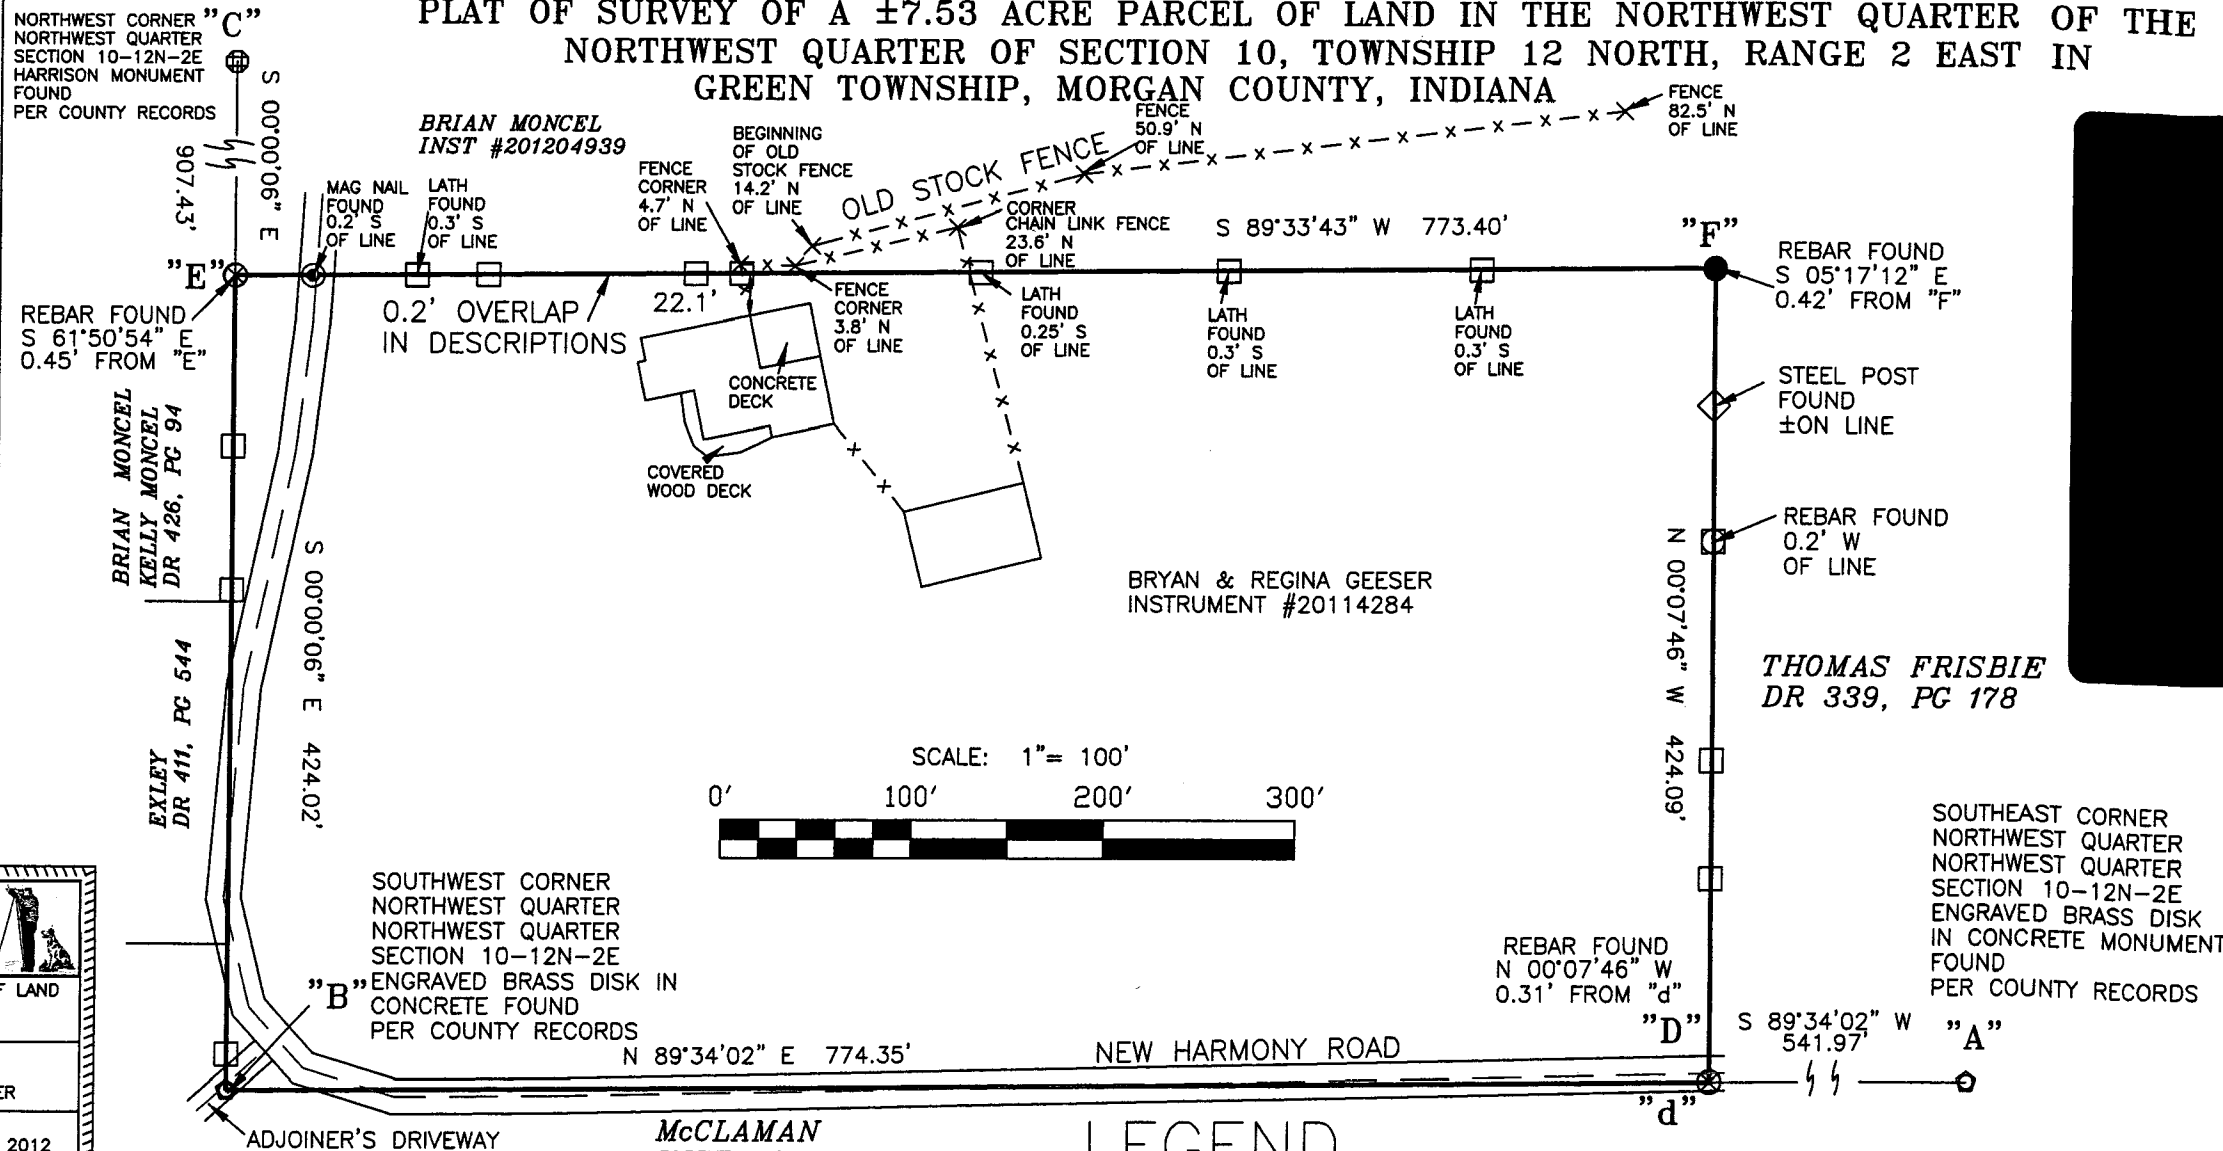 PLAT OF SURVEY OF A ±7.53 ACRE PARCEL OF LAND IN THE NORTHWEST QUARTER OF THE
NORTHWEST QUARTER OF SECTION 10, TOWNSHIP 12 NORTH, RANGE 2 EAST IN
GREEN TOWNSHIP, MORGAN COUNTY, INDIANA
NORTHWEST CORNER
NORTHWEST QUARTER
SECTION 10-12N-2E
HARRISON MONUMENT
FOUND
PER COUNTY RECORDS
"C"
S 00°00'06" E
907.43'
BRIAN MONCEL
INST #201204939
MAG NAIL
FOUND
0.2' S
OF LINE
LATH
FOUND
0.3' S
OF LINE
FENCE
CORNER
4.7' N
OF LINE
BEGINNING
OF OLD
STOCK FENCE
14.2' N
OF LINE
OLD STOCK FENCE
FENCE
50.9' N
OF LINE
FENCE
82.5' N
OF LINE
CORNER
CHAIN LINK FENCE
23.6' N
OF LINE
S 89°33'43" W 773.40'
"F"
REBAR FOUND
S 05°17'12" E
0.42' FROM "F"
"E"
REBAR FOUND
S 61°50'54" E
0.45' FROM "E"
0.2' OVERLAP
IN DESCRIPTIONS
22.1'
FENCE
CORNER
3.8' N
OF LINE
LATH
FOUND
0.25' S
OF LINE
LATH
FOUND
0.3' S
OF LINE
LATH
FOUND
0.3' S
OF LINE
CONCRETE
DECK
COVERED
WOOD DECK
STEEL POST
FOUND
±ON LINE
REBAR FOUND
0.2' W
OF LINE
BRIAN MONCEL
KELLY MONCEL
DR 426, PG 94
S 00°00'06" E 424.02'
BRYAN & REGINA GEESER
INSTRUMENT #20114284
N 00°07'46" W 424.09'
THOMAS FRISBIE
DR 339, PG 178
EXLEY
DR 411, PG 544
SCALE: 1"= 100'
0' 100' 200' 300'
SOUTHWEST CORNER
NORTHWEST QUARTER
NORTHWEST QUARTER
SECTION 10-12N-2E
ENGRAVED BRASS DISK IN
CONCRETE FOUND
PER COUNTY RECORDS
"B"
SOUTHEAST CORNER
NORTHWEST QUARTER
NORTHWEST QUARTER
SECTION 10-12N-2E
ENGRAVED BRASS DISK
IN CONCRETE MONUMENT
FOUND
PER COUNTY RECORDS
REBAR FOUND
N 00°07'46" W
0.31' FROM "d"
"D"
S 89°34'02" W
541.97'
"A"
N 89°34'02" E 774.35'
NEW HARMONY ROAD
"d"
ADJOINER'S DRIVEWAY
McCLAMAN
LEGEND
LAND
2012